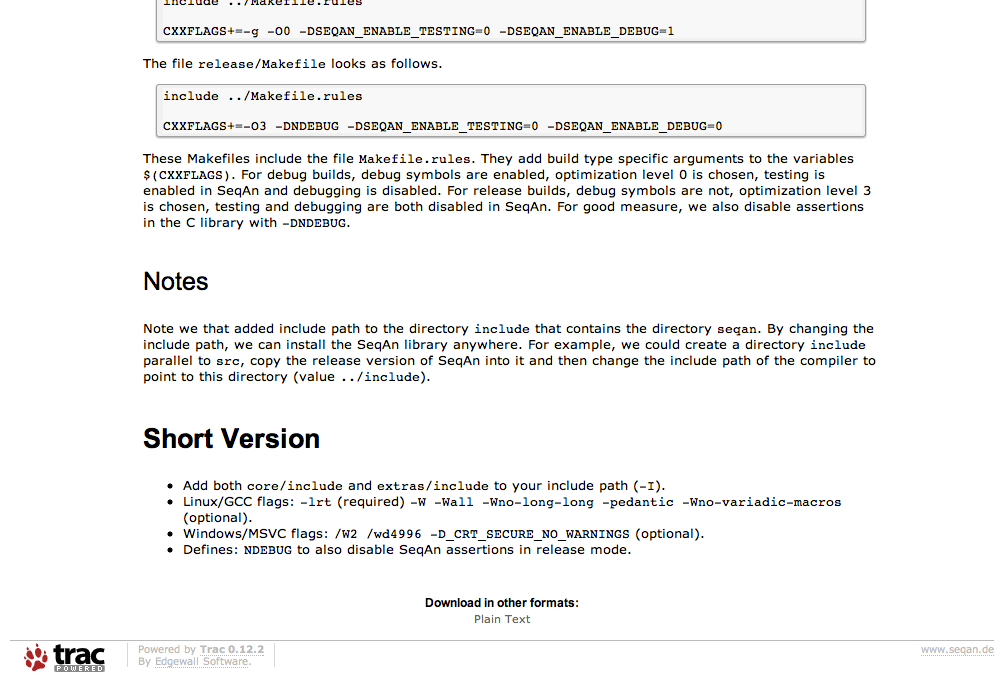 include ../Makefile.rules
CXXFLAGS+=-g -O0 -DSEQAN_ENABLE_TESTING=0 -DSEQAN_ENABLE_DEBUG=1
The file release/Makefile looks as follows.
include ../Makefile.rules
CXXFLAGS+=-O3 -DNDEBUG -DSEQAN_ENABLE_TESTING=0 -DSEQAN_ENABLE_DEBUG=0
These Makefiles include the file Makefile.rules. They add build type specific arguments to the variables
$(CXXFLAGS). For debug builds, debug symbols are enabled, optimization level 0 is chosen, testing is
enabled in SeqAn and debugging is disabled. For release builds, debug symbols are not, optimization level 3
is chosen, testing and debugging are both disabled in SeqAn. For good measure, we also disable assertions
in the C library with -DNDEBUG.
Notes
Note we that added include path to the directory include that contains the directory seqan. By changing the
include path, we can install the SeqAn library anywhere. For example, we could create a directory include
parallel to src, copy the release version of SeqAn into it and then change the include path of the compiler to
point to this directory (value ../include).
Short Version
• Add both core/include and extras/include to your include path (-I).
• Linux/GCC flags: -lrt (required) -W -Wall -Wno-long-long -pedantic -Wno-variadic-macros
(optional).
• Windows/MSVC flags: /W2 /wd4996 -D_CRT_SECURE_NO_WARNINGS (optional).
• Defines: NDEBUG to also disable SeqAn assertions in release mode.
Download in other formats:
Plain Text
trac POWERED
Powered by Trac 0.12.2
By Edgewall Software.
www.seqan.de